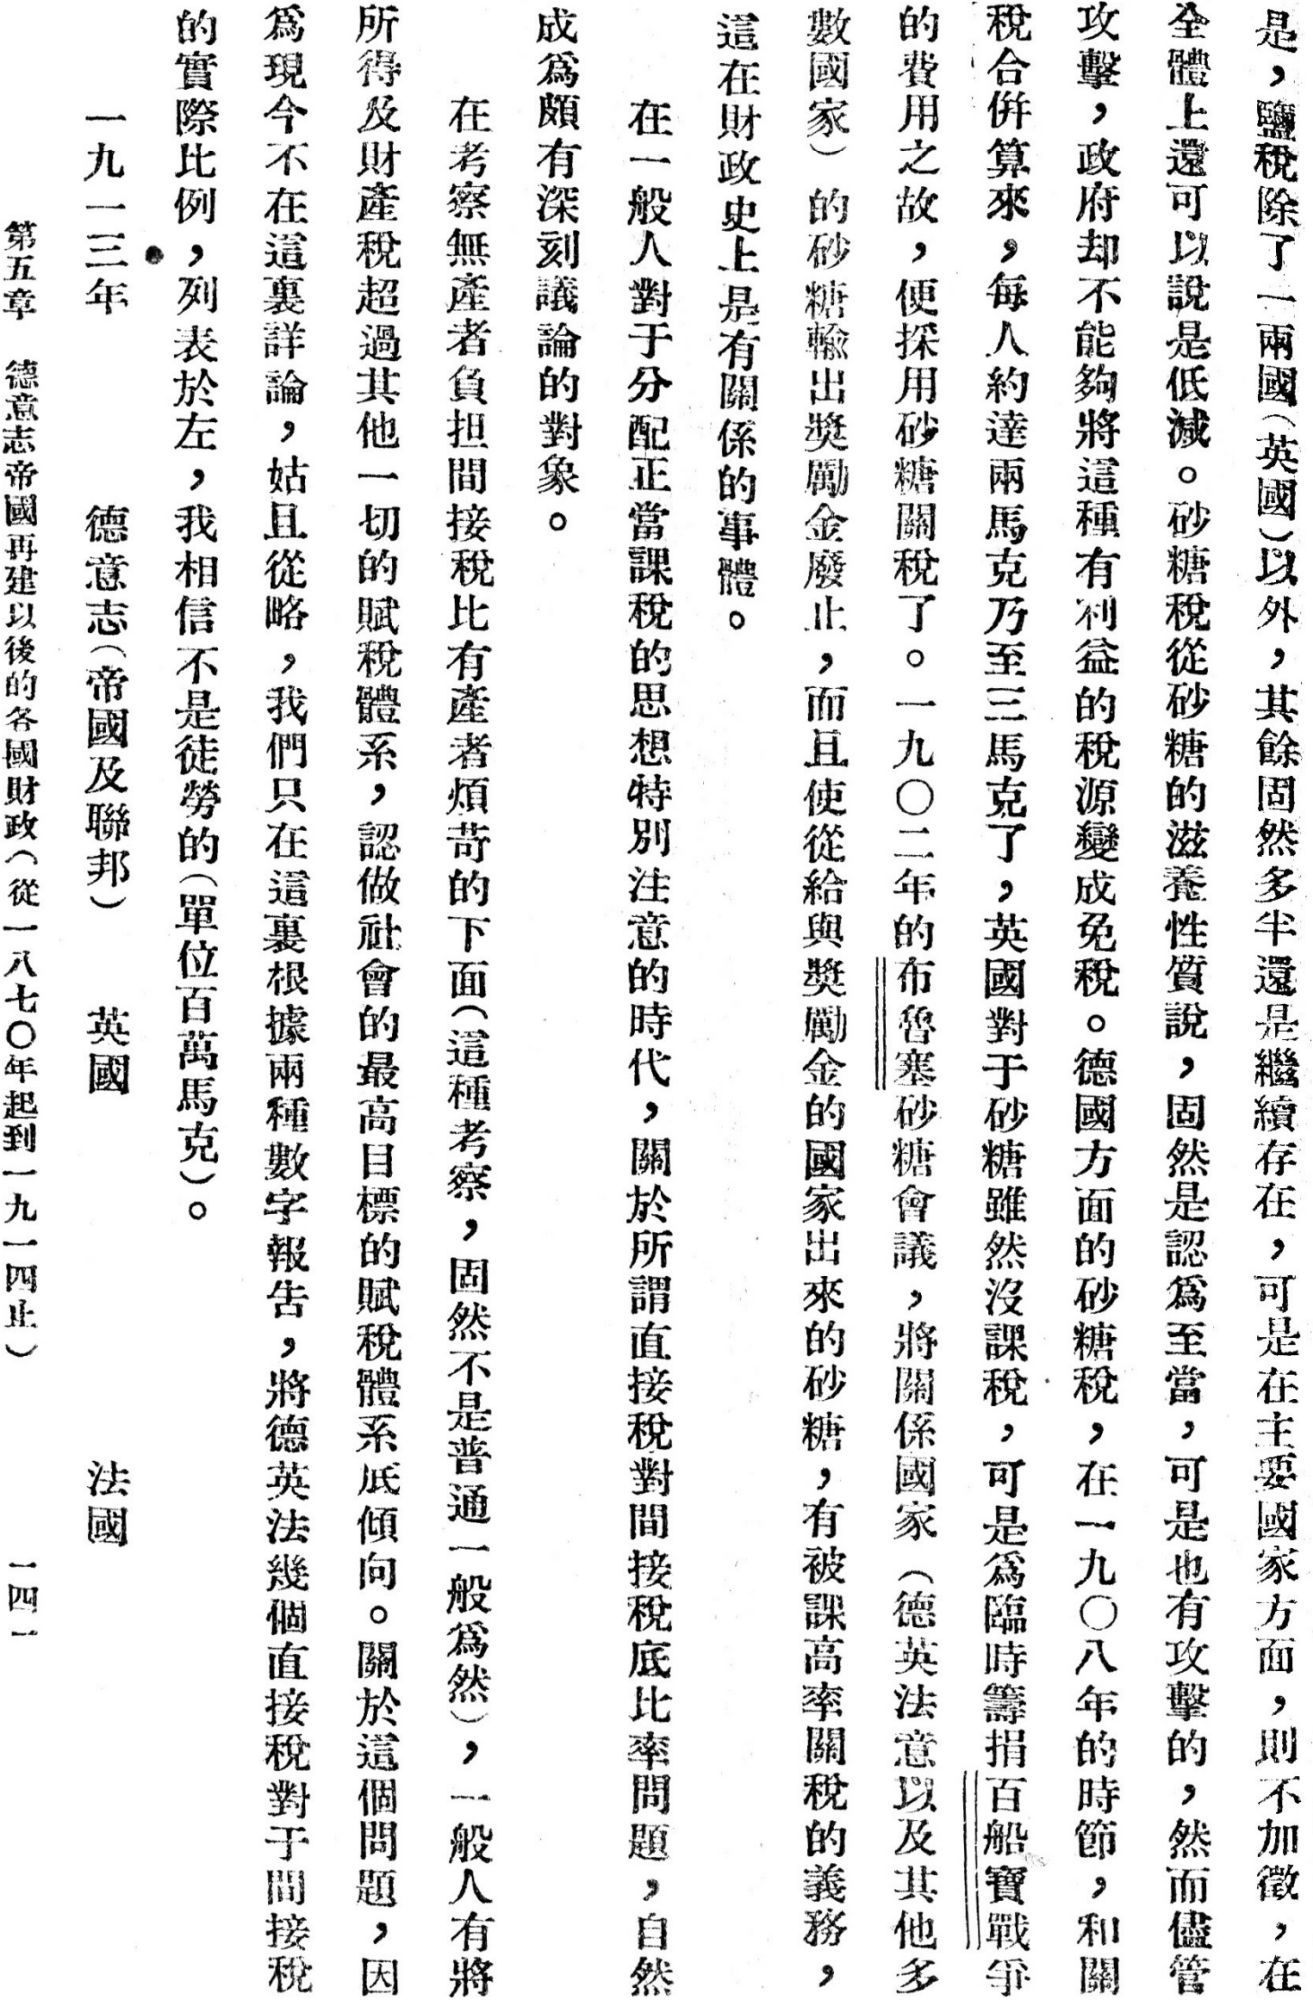 是，鹽稅除了一兩國（英國）以外，其餘固然多半還是繼續存在，可是在主要國家方面，則不加徵，在
全體上還可以說是低減。砂糖稅從砂糖的滋養性質說，固然是認爲至當，可是也有攻擊的，然而儘管
攻擊，政府却不能夠將這種有利益的稅源變成免稅。德國方面的砂糖稅，在一九〇八年的時節，和關
稅合併算來，每人約達兩馬克乃至三馬克了，英國對于砂糖雖然沒課稅，可是爲臨時籌捐百船寶戰爭
的費用之故，便採用砂糖關稅了。一九〇二年的布魯塞砂糖會議，將關係國家（德英法意以及其他多
數國家）的砂糖輸出獎勵金廢止，而且使從給與獎勵金的國家出來的砂糖，有被課高率關稅的義務，
這在財政史上是有關係的事體。
在一般人對于分配正當課稅的思想特別注意的時代，關於所謂直接稅對間接稅底比率問題，自然
成爲頗有深刻議論的對象。
在考察無產者負担間接稅比有產者煩苛的下面（這種考察，固然不是普通一般爲然），一般人有將
所得及財產稅超過其他一切的賦稅體系，認做社會的最高目標的賦稅體系底傾向。關於這個問題，因
爲現今不在這裏詳論，姑且從略，我們只在這裏根據兩種數字報告，將德英法幾個直接稅對于間接稅
的實際比例，列表於左，我相信不是徒勞的（單位百萬馬克）。
一九一三年　德意志（帝國及聯邦）　英國　法國
第五章　德意志帝國再建以後的各國財政（從一八七〇年起到一九一四止）　一四一